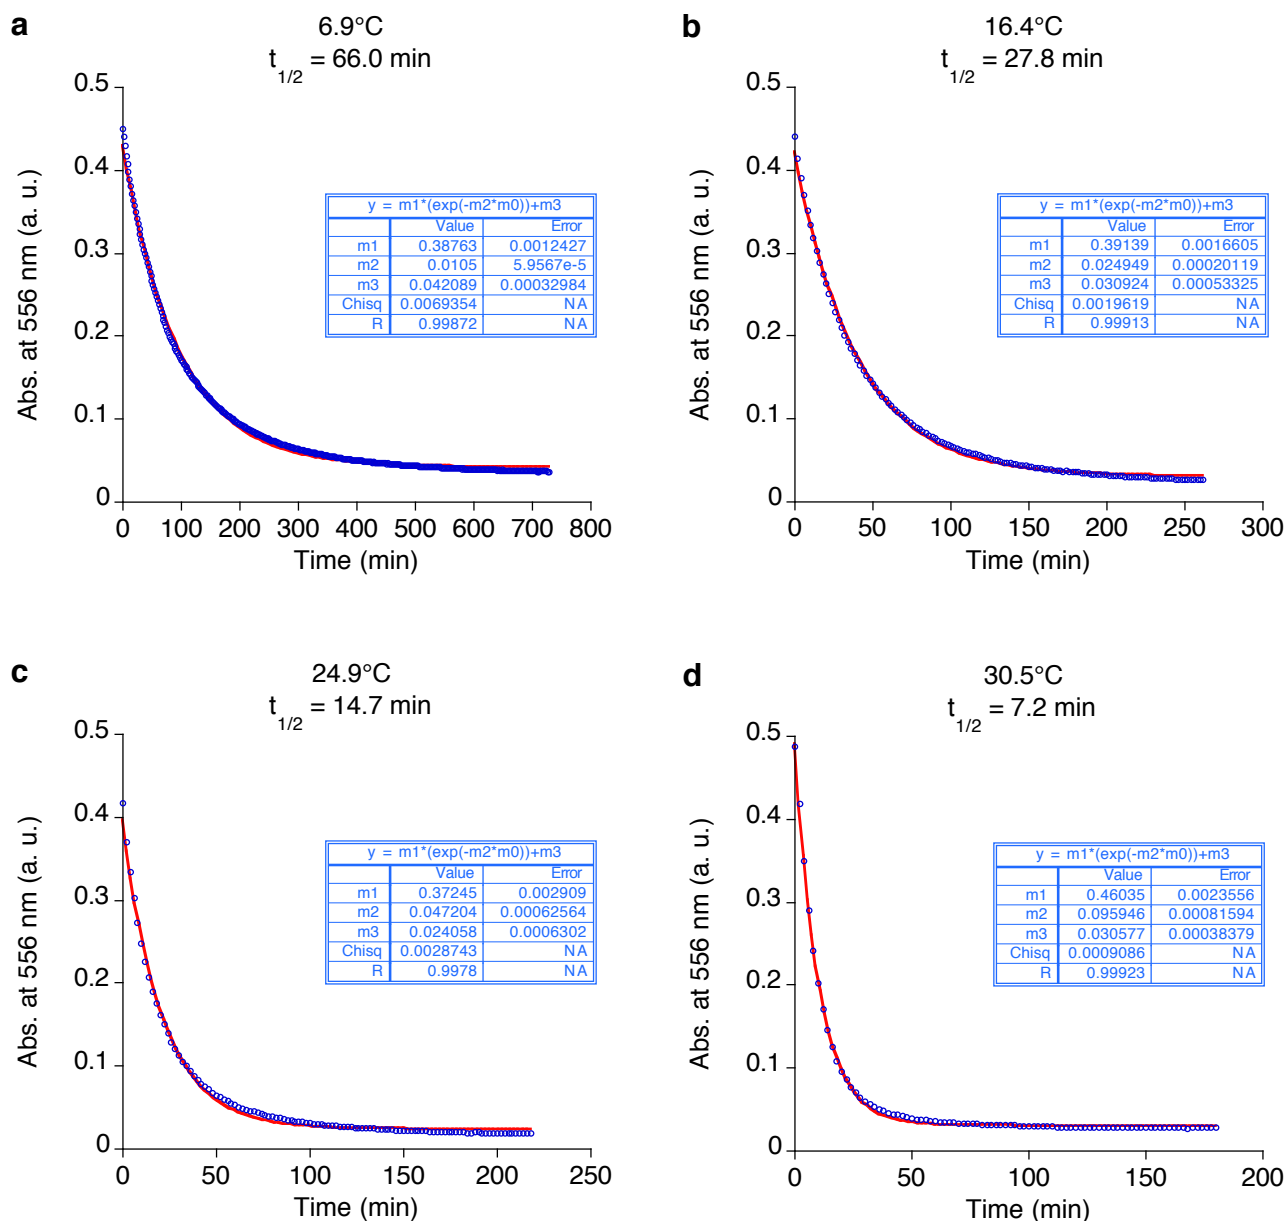 a
6.9°C
t1/2 = 66.0 min
Abs. at 556 nm (a. u.)
0.5
0.4
0.3
0.2
0.1
0
0 100 200 300 400 500 600 700 800
Time (min)
y = m1*(exp(-m2*m0))+m3
Value Error
m1 0.38763 0.0012427
m2 0.0105 5.9567e-5
m3 0.042089 0.00032984
Chisq 0.0069354 NA
R 0.99872 NA
b
16.4°C
t1/2 = 27.8 min
Abs. at 556 nm (a. u.)
0.5
0.4
0.3
0.2
0.1
0
0 50 100 150 200 250 300
Time (min)
y = m1*(exp(-m2*m0))+m3
Value Error
m1 0.39139 0.0016605
m2 0.024949 0.00020119
m3 0.030924 0.00053325
Chisq 0.0019619 NA
R 0.99913 NA
c
24.9°C
t1/2 = 14.7 min
Abs. at 556 nm (a. u.)
0.5
0.4
0.3
0.2
0.1
0
0 50 100 150 200 250
Time (min)
y = m1*(exp(-m2*m0))+m3
Value Error
m1 0.37245 0.002909
m2 0.047204 0.00062564
m3 0.024058 0.0006302
Chisq 0.0028743 NA
R 0.9978 NA
d
30.5°C
t1/2 = 7.2 min
Abs. at 556 nm (a. u.)
0.5
0.4
0.3
0.2
0.1
0
0 50 100 150 200
Time (min)
y = m1*(exp(-m2*m0))+m3
Value Error
m1 0.46035 0.0023556
m2 0.095946 0.00081594
m3 0.030577 0.00038379
Chisq 0.0009086 NA
R 0.99923 NA